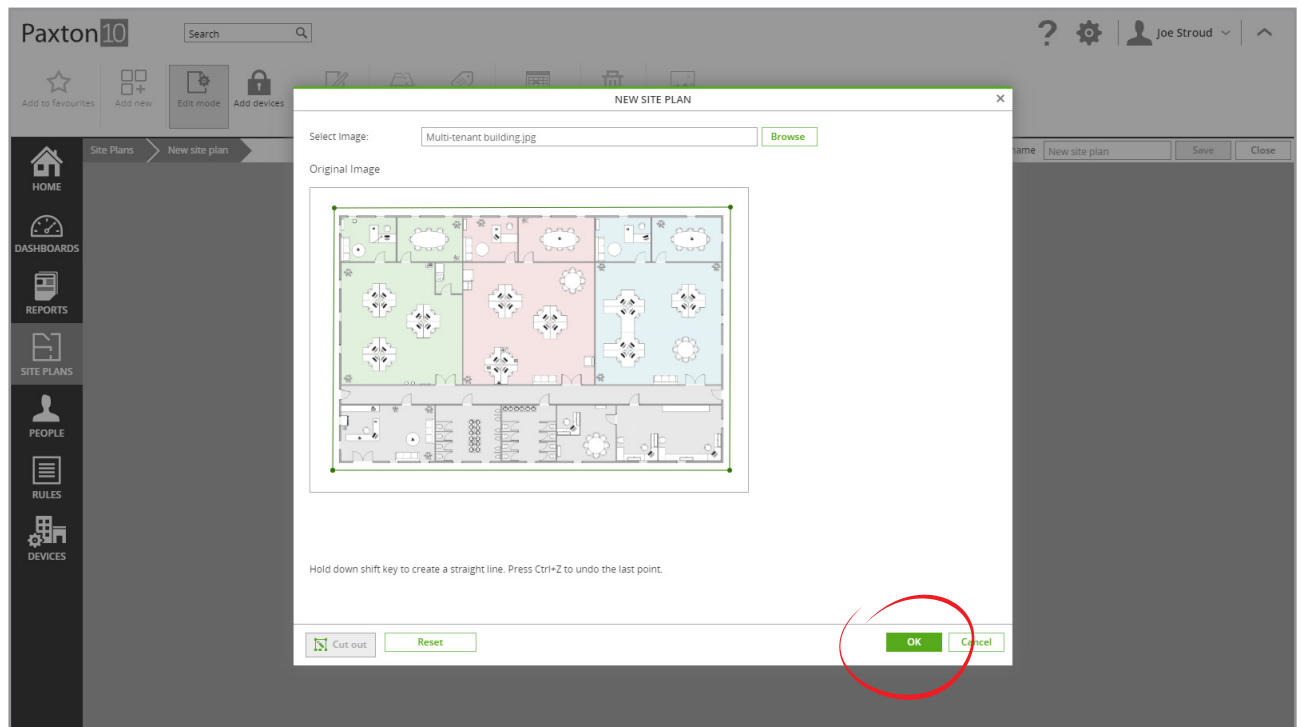 Paxton10
Search
Joe Stroud
Add to favourites
Add new
Edit mode
Add devices
NEW SITE PLAN
Select Image:
Multi-tenant building.jpg
Browse
Site Plans
New site plan
name
New site plan
Save
Close
Original Image
HOME
DASHBOARDS
REPORTS
SITE PLANS
PEOPLE
RULES
DEVICES
Hold down shift key to create a straight line. Press Ctrl+Z to undo the last point.
Cut out
Reset
OK
Cancel